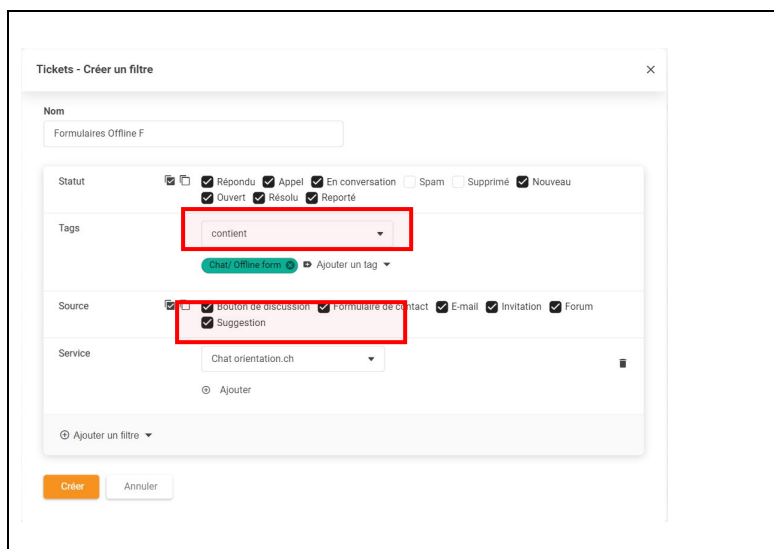 Tickets - Créer un filtre
Nom
Formulaires Offline F
Statut
Répondu Appel En conversation Spam Supprimé Nouveau
Ouvert Résolu Reporté
Tags
contient
Chat/ Offline form Ajouter un tag
Source
Bouton de discussion Formulaire de contact E-mail Invitation Forum
Suggestion
Service
Chat orientation.ch
Ajouter
Ajouter un filtre
Créer Annuler